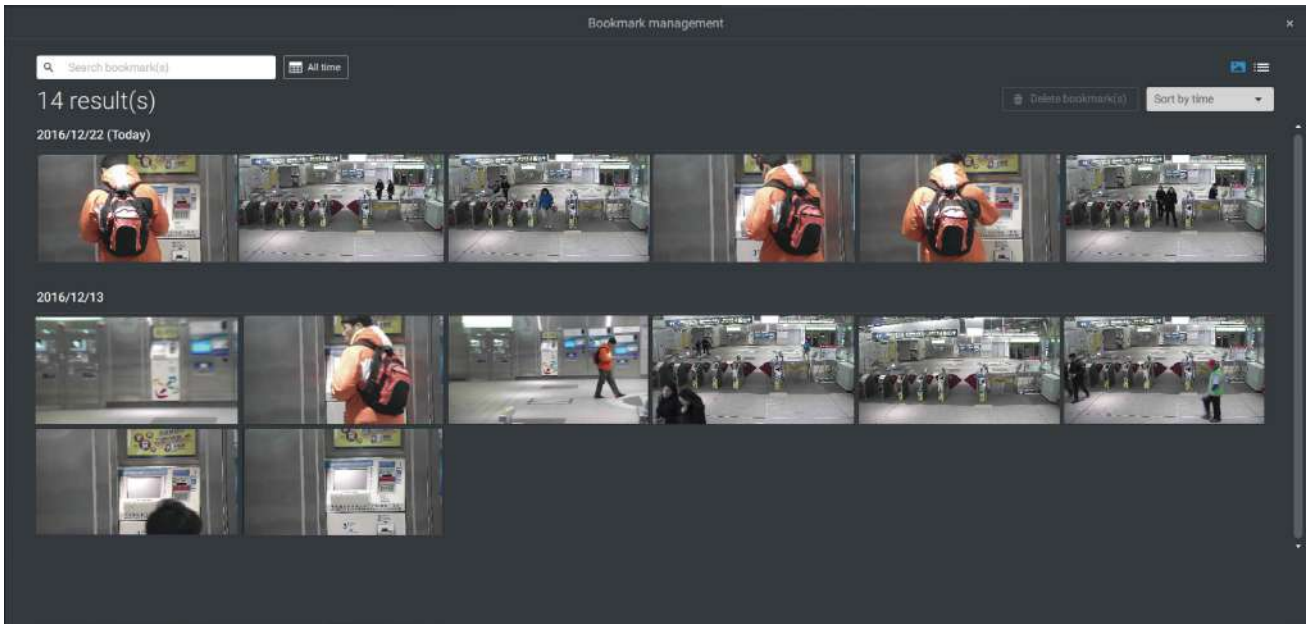 Bookmark management
Search bookmark(s)
All time
14 result(s)
Delete bookmark(s)
Sort by time
2016/12/22 (Today)
2016/12/13